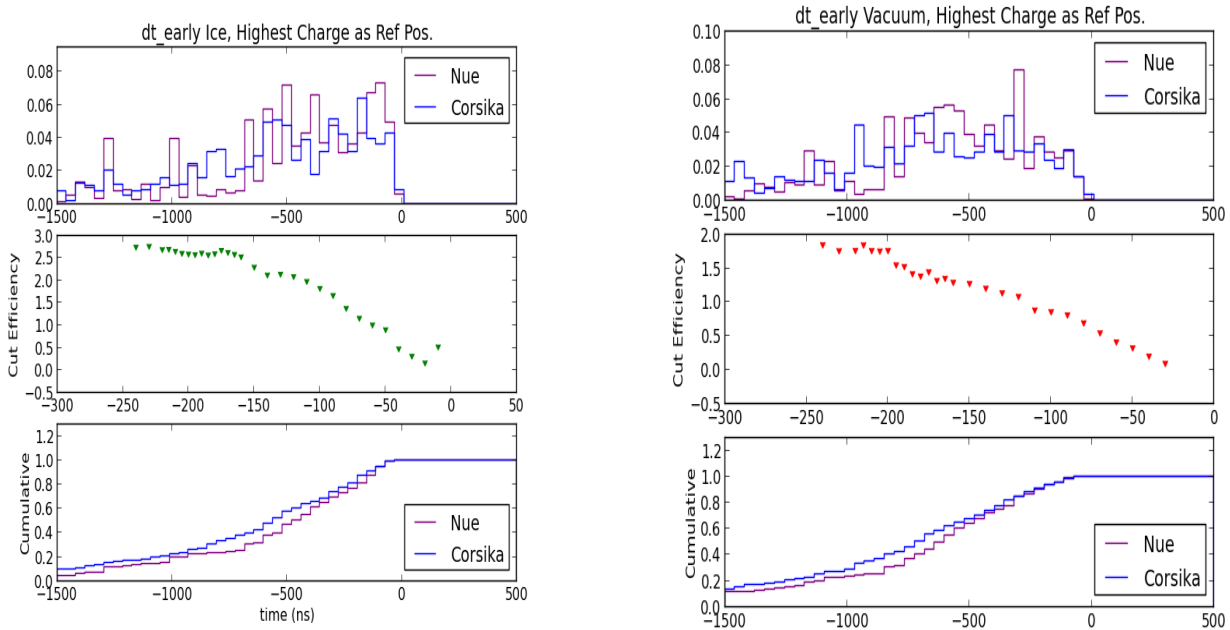 dt_early Ice, Highest Charge as Ref Pos.
0.08
0.06
0.04
0.02
0.00
Nue
Corsika
−1500 −1000 −500 0 500
3.0
2.5
2.0
1.5
1.0
0.5
0.0
−0.5
Cut Efficiency
−300 −250 −200 −150 −100 −50 0 50
1.2
1.0
0.8
0.6
0.4
0.2
0.0
Cumulative
Nue
Corsika
−1500 −1000 −500 0 500
time (ns)
dt_early Vacuum, Highest Charge as Ref Pos.
0.10
0.08
0.06
0.04
0.02
0.00
Nue
Corsika
−1500 −1000 −500 0 500
2.0
1.5
1.0
0.5
0.0
−0.5
Cut Efficiency
−300 −250 −200 −150 −100 −50 0
1.2
1.0
0.8
0.6
0.4
0.2
0.0
Cumulative
Nue
Corsika
−1500 −1000 −500 0 500